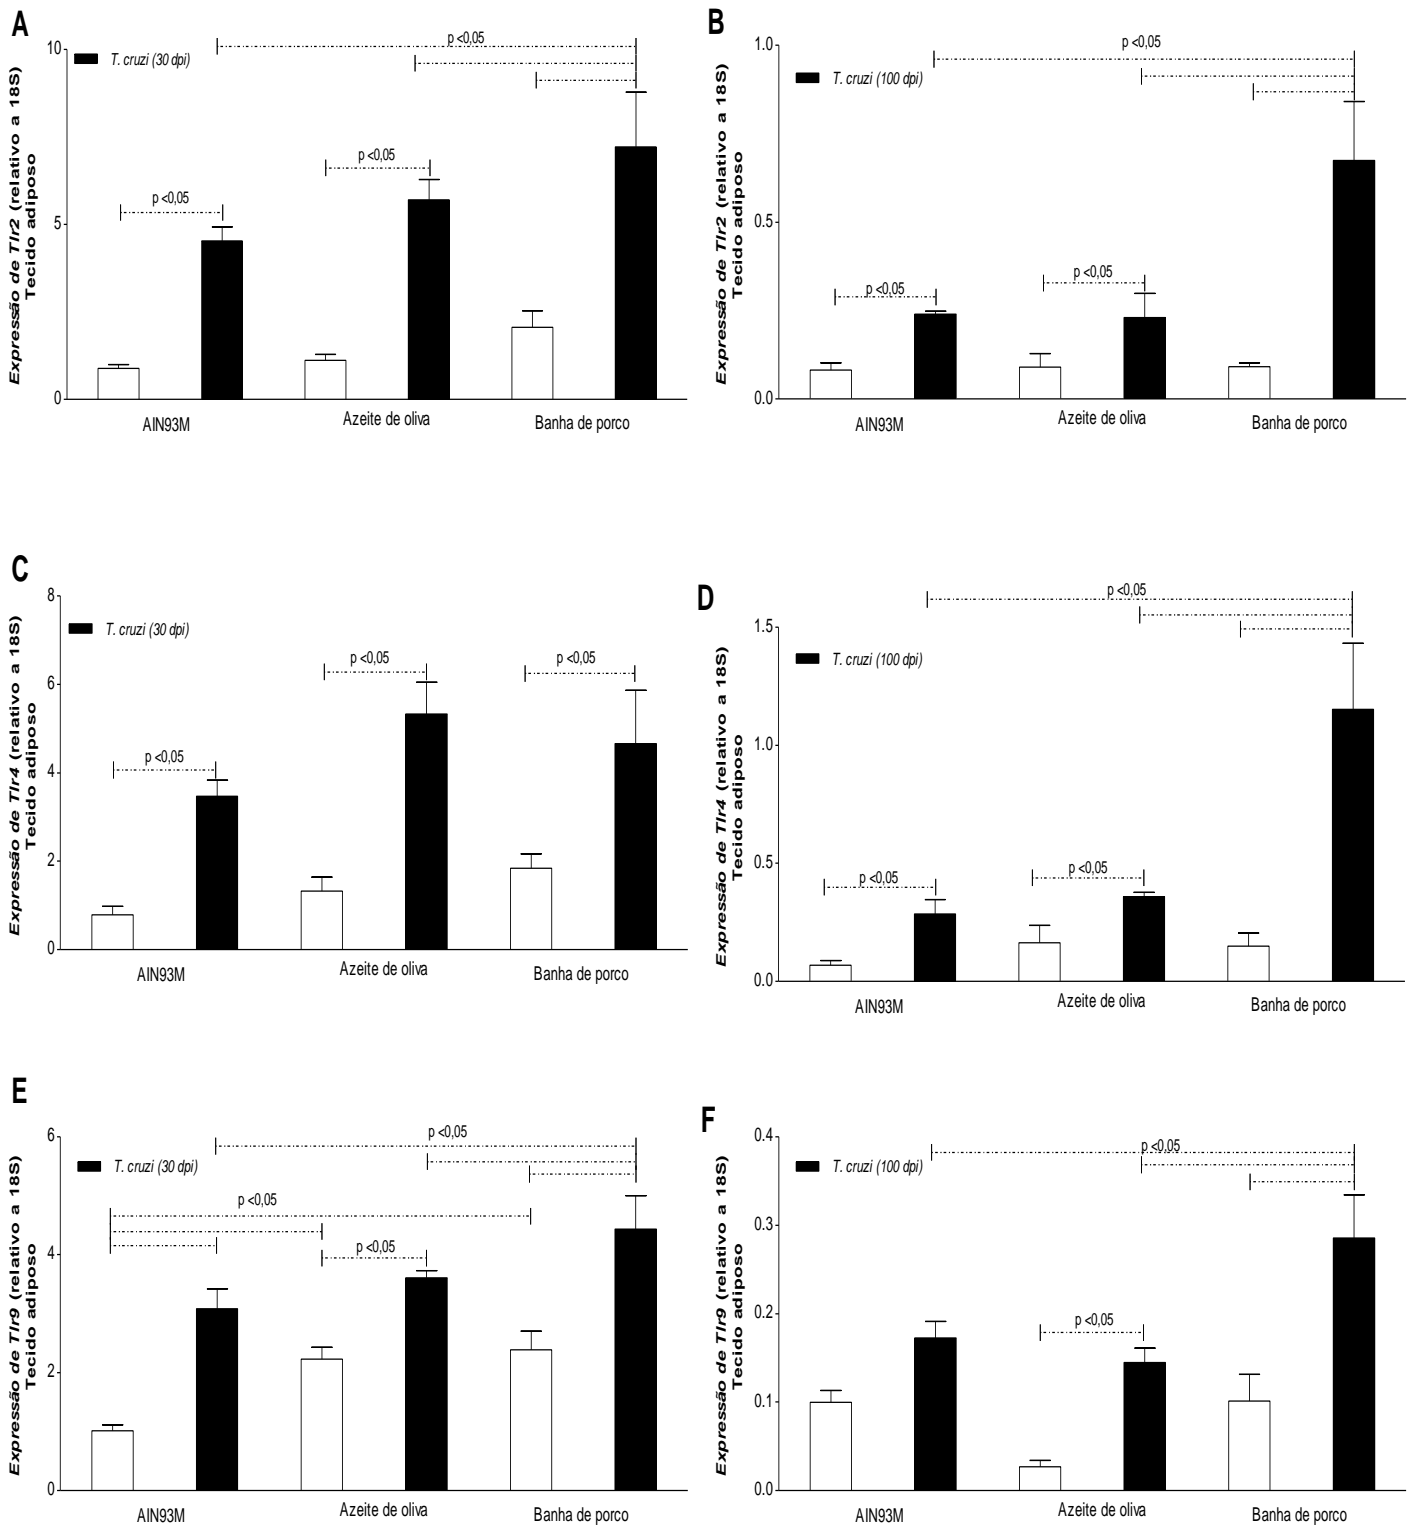 A
10
5
0
T. cruzi (30 dpi)
p <0,05
p <0,05
p <0,05
Expressão de Tlr2 (relativo a 18S)
Tecido adiposo
AIN93M
Azeite de oliva
Banha de porco
B
1.0
0.5
0.0
T. cruzi (100 dpi)
p <0,05
p <0,05
p <0,05
Expressão de Tlr2 (relativo a 18S)
Tecido adiposo
AIN93M
Azeite de oliva
Banha de porco
C
8
6
4
2
0
T. cruzi (30 dpi)
p <0,05
p <0,05
p <0,05
Expressão de Tlr4 (relativo a 18S)
Tecido adiposo
AIN93M
Azeite de oliva
Banha de porco
D
1.5
1.0
0.5
0.0
T. cruzi (100 dpi)
p <0,05
p <0,05
p <0,05
Expressão de Tlr4 (relativo a 18S)
Tecido adiposo
AIN93M
Azeite de oliva
Banha de porco
E
6
4
2
0
T. cruzi (30 dpi)
p <0,05
p <0,05
p <0,05
Expressão de Tlr9 (relativo a 18S)
Tecido adiposo
AIN93M
Azeite de oliva
Banha de porco
F
0.4
0.3
0.2
0.1
0.0
T. cruzi (100 dpi)
p <0,05
p <0,05
Expressão de Tlr9 (relativo a 18S)
Tecido adiposo
AIN93M
Azeite de oliva
Banha de porco